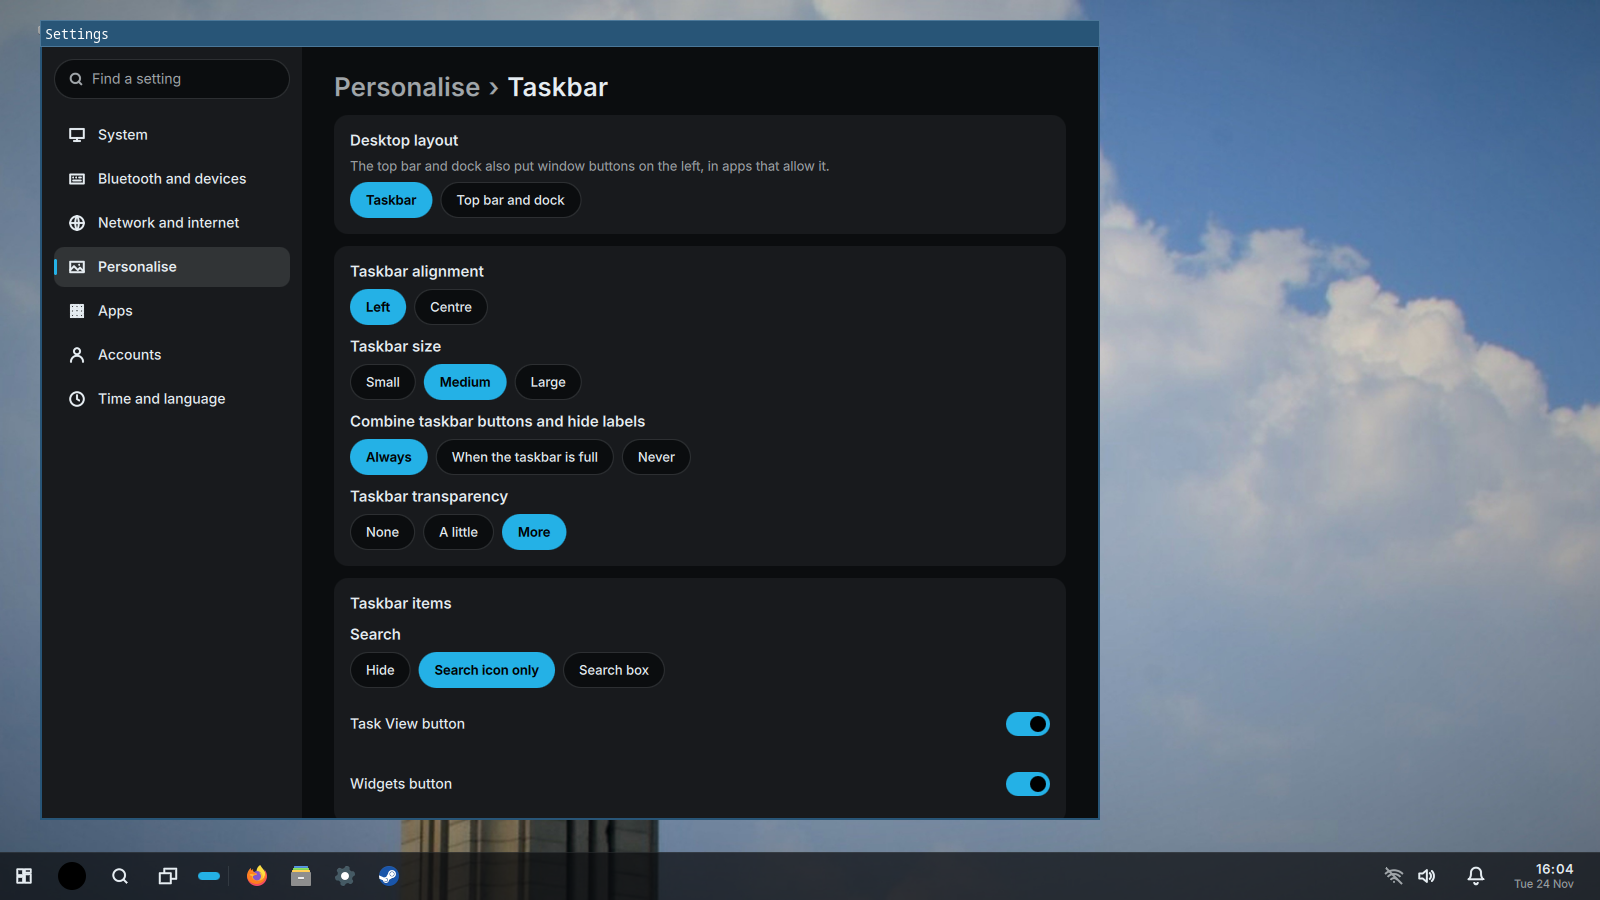 Settings
Find a setting
System
Bluetooth and devices
Network and internet
Personalise
Apps
Accounts
Time and language
Personalise › Taskbar
Desktop layout
The top bar and dock also put window buttons on the left, in apps that allow it.
Taskbar Top bar and dock
Taskbar alignment
Left Centre
Taskbar size
Small Medium Large
Combine taskbar buttons and hide labels
Always When the taskbar is full Never
Taskbar transparency
None A little More
Taskbar items
Search
Hide Search icon only Search box
Task View button
Widgets button
16:04
Tue 24 Nov